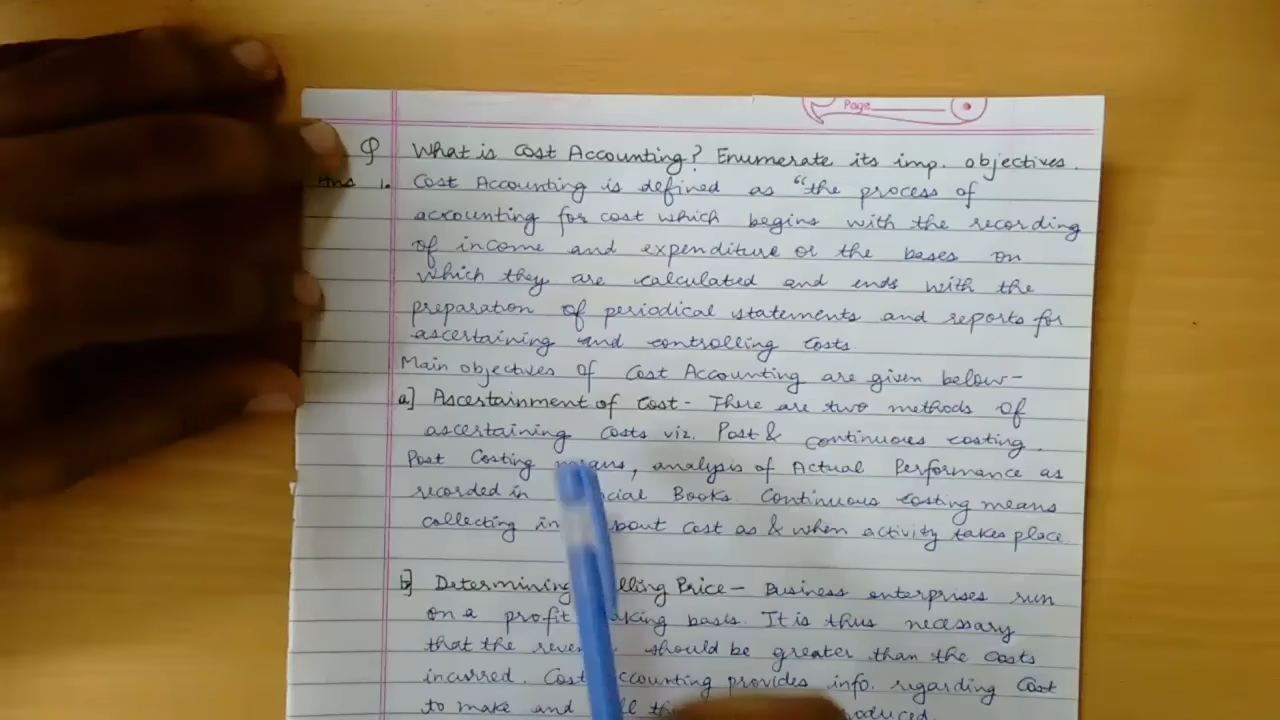 Page
Q What is Cost Accounting? Enumerate its imp. objectives.
Ans 1. Cost Accounting is defined as "the process of
accounting for cost which begins with the recording
of income and expenditure or the bases on
which they are calculated and ends with the
preparation of periodical statements and reports for
ascertaining and controlling costs.
Main objectives of Cost Accounting are given below-
a] Ascertainment of Cost - There are two methods of
ascertaining costs viz. Post & continuous costing.
Post Costing means, analysis of Actual Performance as
recorded in Books. Continuous costing means
collecting cost as & when activity takes place
b] Determining Price - Business enterprises run
on a profit basis. It is thus necessary
that the should be greater than the costs
incurred. Cost provides info. regarding Cost
to make and